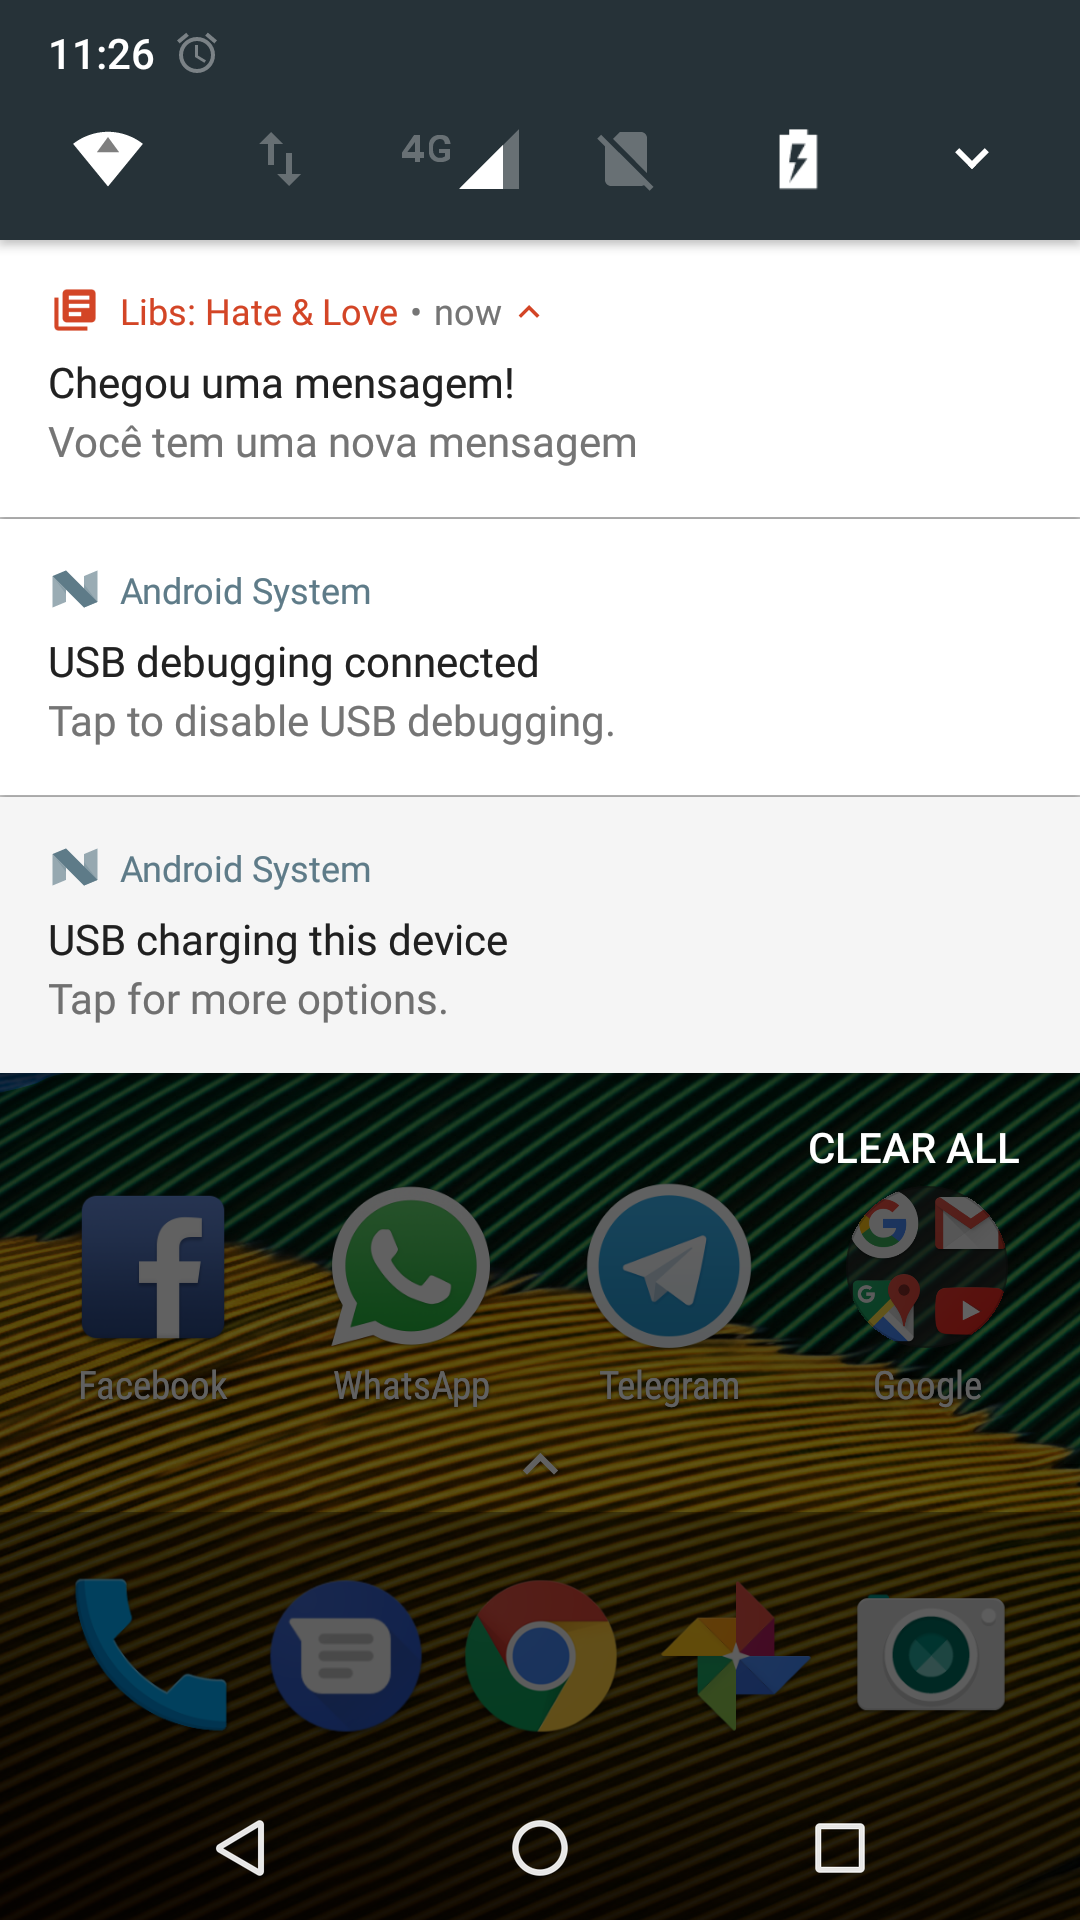 11:26
4G
Libs: Hate & Love • now
Chegou uma mensagem!
Você tem uma nova mensagem
Android System
USB debugging connected
Tap to disable USB debugging.
Android System
USB charging this device
Tap for more options.
CLEAR ALL
Facebook WhatsApp Telegram Google